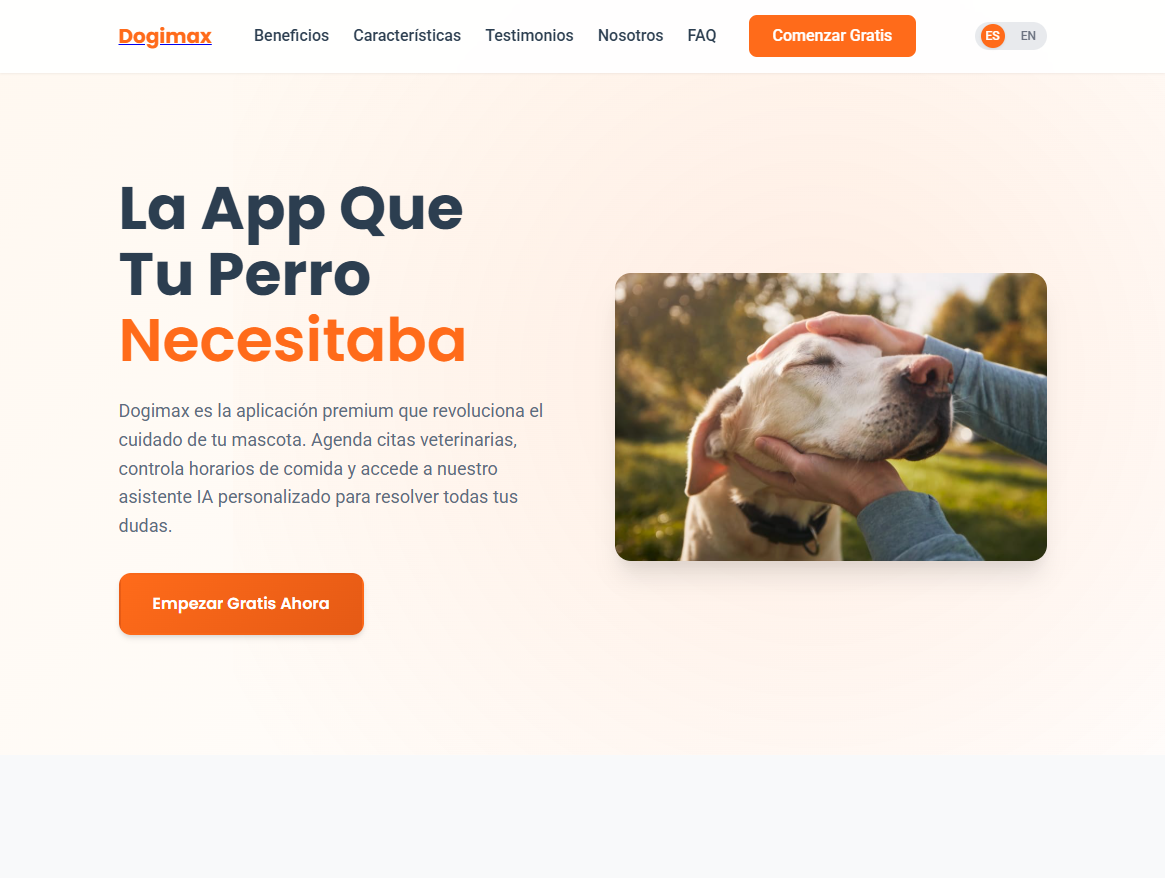 Dogimax
Beneficios
Características
Testimonios
Nosotros
FAQ
Comenzar Gratis
ES
EN
La App Que
Tu Perro
Necesitaba
Dogimax es la aplicación premium que revoluciona el
cuidado de tu mascota. Agenda citas veterinarias,
controla horarios de comida y accede a nuestro
asistente IA personalizado para resolver todas tus
dudas.
Empezar Gratis Ahora